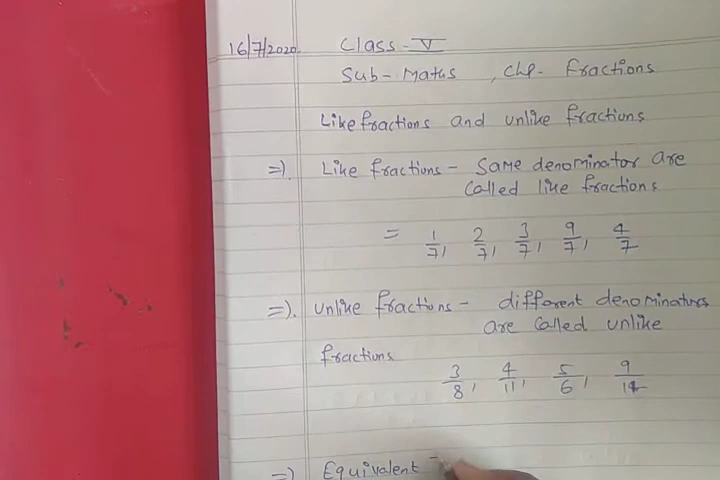 16/7/2020. Class - V
Sub - Maths , Chp - Fractions
Like fractions and unlike fractions
=). Like fractions - Same denominator are
called like fractions
= 1/7, 2/7, 3/7, 9/7, 4/7
=). unlike fractions - different denominators
are called unlike
fractions
3/8, 4/11, 5/6, 9/14
=) Equivalent